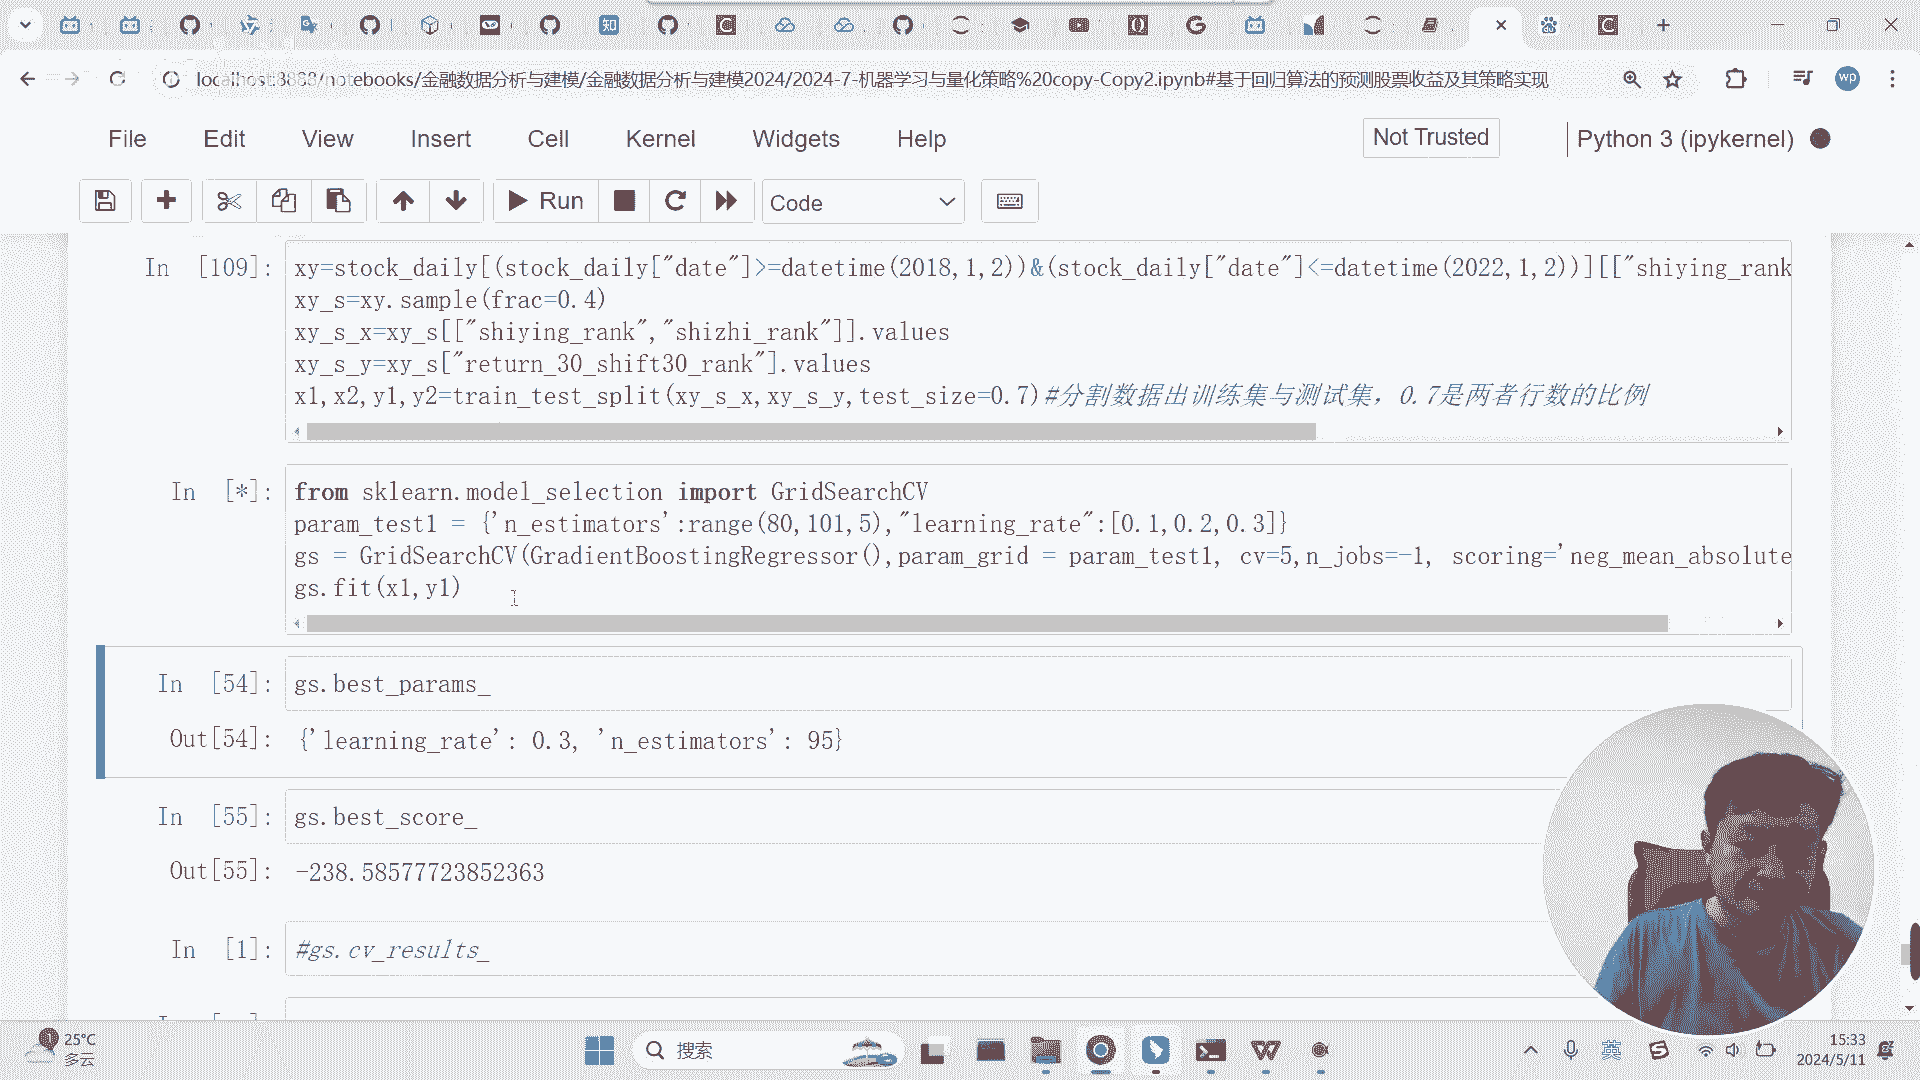 知
localhost:8888/notebooks/金融数据分析与建模/金融数据分析与建模2024/2024-7-机器学习与量化策略%20copy-Copy2.ipynb#基于回归算法的预测股票收益及其策略实现
wp
File Edit View Insert Cell Kernel Widgets Help Not Trusted Python 3 (ipykernel)
Run Code
In [109]: xy=stock_daily[(stock_daily["date"]>=datetime(2018,1,2))&(stock_daily["date"]<=datetime(2022,1,2))][["shiying_rank
xy_s=xy.sample(frac=0.4)
xy_s_x=xy_s[["shiying_rank","shizhi_rank"]].values
xy_s_y=xy_s["return_30_shift30_rank"].values
x1,x2,y1,y2=train_test_split(xy_s_x,xy_s_y,test_size=0.7)#分割数据出训练集与测试集，0.7是两者行数的比例
In [*]: from sklearn.model_selection import GridSearchCV
param_test1 = {'n_estimators':range(80,101,5),"learning_rate":[0.1,0.2,0.3]}
gs = GridSearchCV(GradientBoostingRegressor(),param_grid = param_test1, cv=5,n_jobs=-1, scoring='neg_mean_absolute
gs.fit(x1,y1)
In [54]: gs.best_params_
Out[54]: {'learning_rate': 0.3, 'n_estimators': 95}
In [55]: gs.best_score_
Out[55]: -238.58577723852363
In [1]: #gs.cv_results_
25°C
多云
搜索
英
15:33
2024/5/11